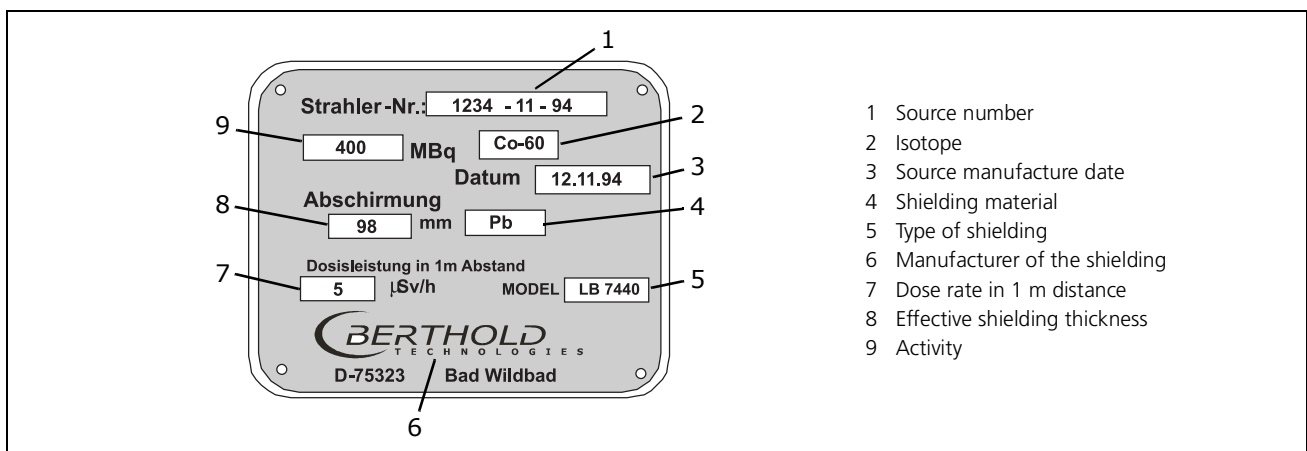 1
Strahler-Nr.: 1234 - 11 - 94
9 2
400 MBq Co-60
Datum 12.11.94 3
Abschirmung
8 98 mm Pb 4
Dosisleistung in 1m Abstand
7 5 µSv/h MODEL LB 7440 5
BERTHOLD
TECHNOLOGIES
D-75323 Bad Wildbad
6
1 Source number
2 Isotope
3 Source manufacture date
4 Shielding material
5 Type of shielding
6 Manufacturer of the shielding
7 Dose rate in 1 m distance
8 Effective shielding thickness
9 Activity